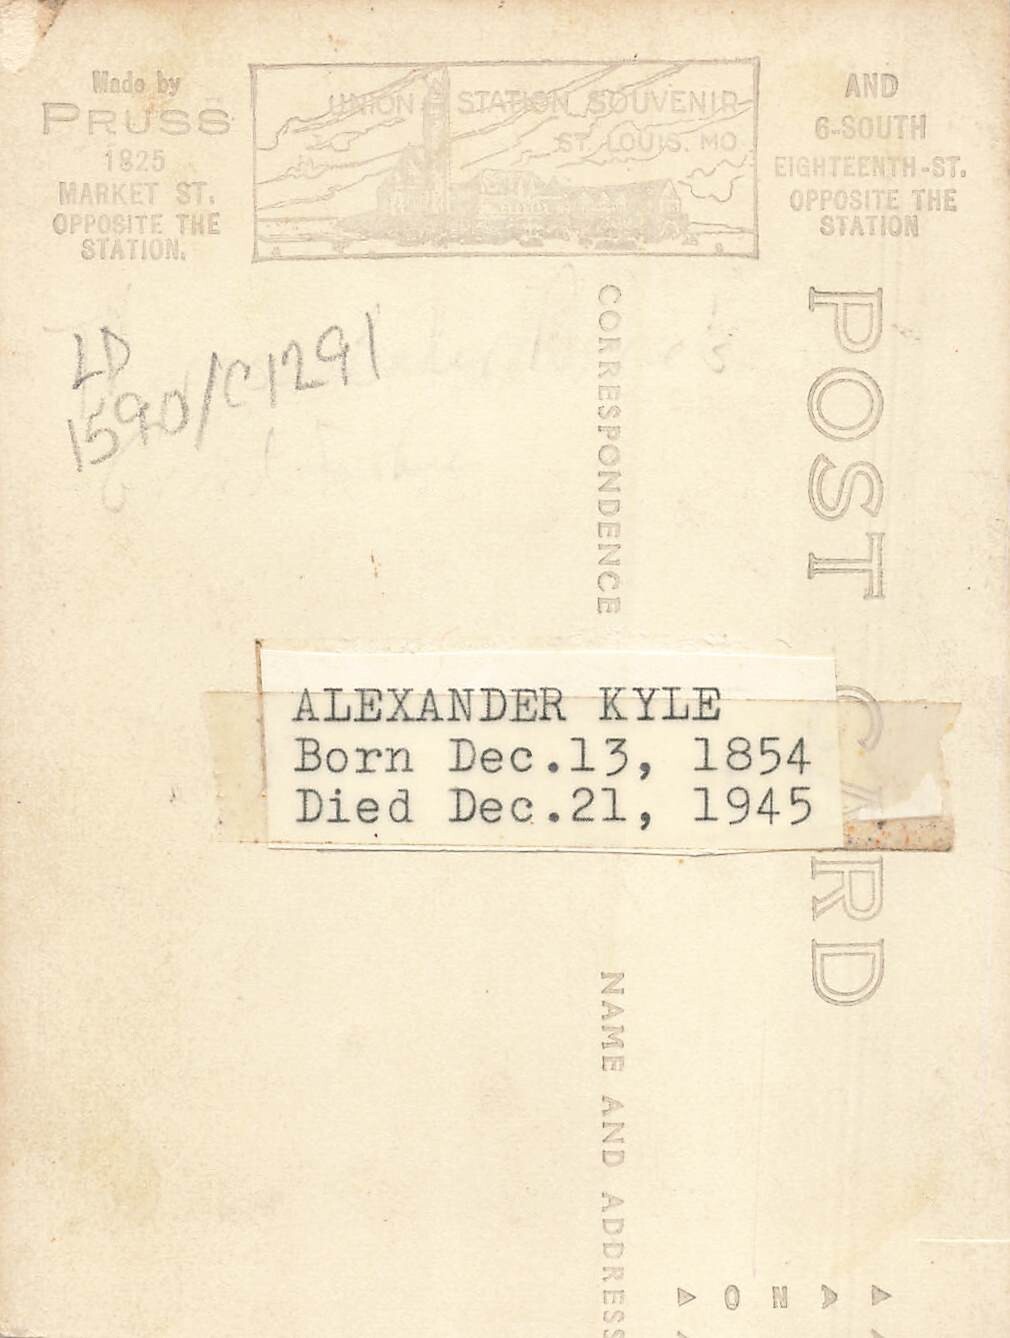 Made by
PRUSS
1825
MARKET ST.
OPPOSITE THE
STATION.
UNION STATION SOUVENIR
ST. LOUIS. MO
AND
6-SOUTH
EIGHTEENTH-ST.
OPPOSITE THE
STATION
LD
1590/C1291
CORRESPONDENCE
POST CARD
ALEXANDER KYLE
Born Dec.13, 1854
Died Dec.21, 1945
NAME AND ADDRESS